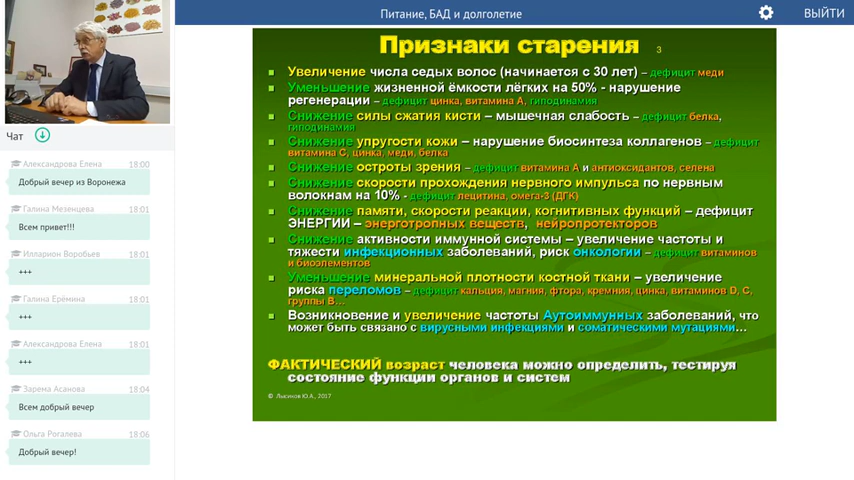 Питание, БАД и долголетие
ВЫЙТИ
Чат
Александрова Елена 18:00
Добрый вечер из Воронежа
Галина Мезенцева 18:01
Всем привет!!!
Илларион Воробьев 18:01
+++
Галина Ерёмина 18:01
+++
Александрова Елена 18:01
+++
Зарема Асанова 18:04
Всем добрый вечер
Ольга Рогалева 18:06
Добрый вечер!
Признаки старения 3
Увеличение числа седых волос (начинается с 30 лет) – дефицит меди
Уменьшение жизненной ёмкости лёгких на 50% - нарушение
регенерации – дефицит цинка, витамина А, гиподинамия
Снижение силы сжатия кисти – мышечная слабость - дефицит белка,
гиподинамия
Снижение упругости кожи – нарушение биосинтеза коллагенов – дефицит
витамина С, цинка, меди, белка
Снижение остроты зрения – дефицит витамина А и антиоксидантов, селена
Снижение скорости прохождения нервного импульса по нервным
волокнам на 10% - дефицит лецитина, омега-3 (ДГК)
Снижение памяти, скорости реакции, когнитивных функций – дефицит
ЭНЕРГИИ – энерготропных веществ, нейропротекторов
Снижение активности иммунной системы – увеличение частоты и
тяжести инфекционных заболеваний, риск онкологии – дефицит витаминов
и биоэлементов
Уменьшение минеральной плотности костной ткани – увеличение
риска переломов – дефицит кальция, магния, фтора, кремния, цинка, витаминов D, C,
группы В...
Возникновение и увеличение частоты Аутоиммунных заболеваний, что
может быть связано с вирусными инфекциями и соматическими мутациями...
ФАКТИЧЕСКИЙ возраст человека можно определить, тестируя
состояние функции органов и систем
© Лысиков Ю.А., 2017